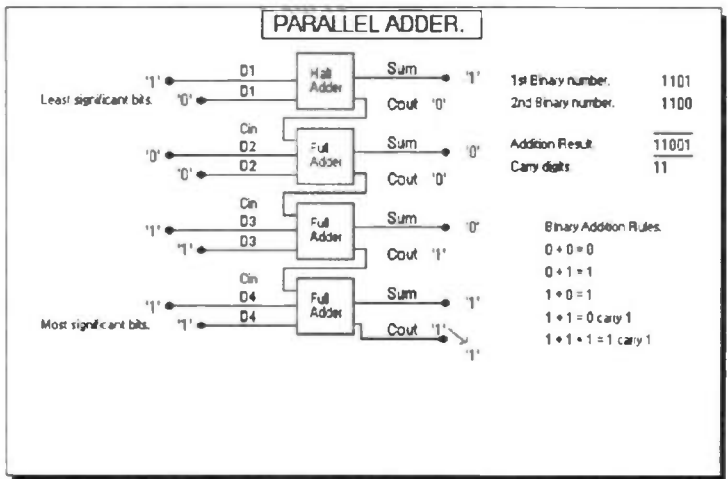 PARALLEL ADDER.
D1 Sum
'1' Half Adder '1'
D1
Least significant bits. '0' Cout '0'
Cin
D2 Sum
'0' Full Adder '0'
D2
'0' Cout '0'
Cin
D3 Sum
'1' Full Adder '0'
D3
'1' Cout '1'
Cin
D4 Sum
'1' Full Adder '1'
D4
Most significant bits. '1' Cout '1'
'1'
1st Binary number. 1101
2nd Binary number. 1100
Addition Result 11001
Carry digits 11
Binary Addition Rules.
0 + 0 = 0
0 + 1 = 1
1 + 0 = 1
1 + 1 = 0 carry 1
1 + 1 + 1 = 1 carry 1